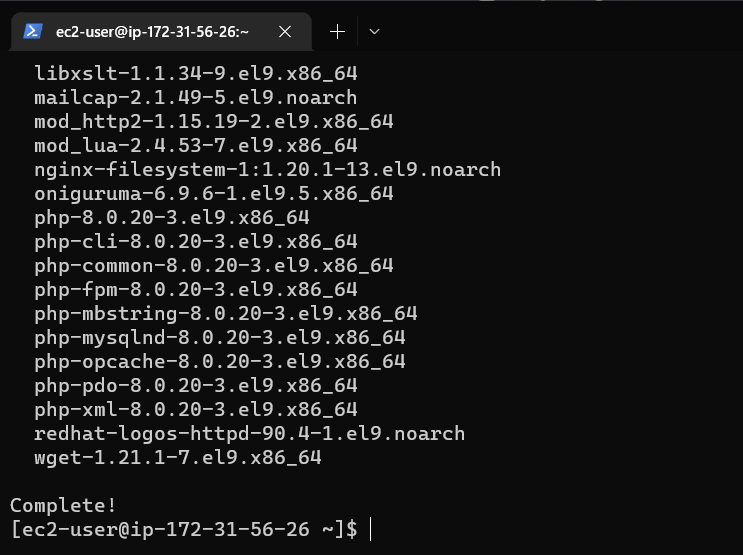 ec2-user@ip-172-31-56-26:~
libxslt-1.1.34-9.el9.x86_64
mailcap-2.1.49-5.el9.noarch
mod_http2-1.15.19-2.el9.x86_64
mod_lua-2.4.53-7.el9.x86_64
nginx-filesystem-1:1.20.1-13.el9.noarch
oniguruma-6.9.6-1.el9.5.x86_64
php-8.0.20-3.el9.x86_64
php-cli-8.0.20-3.el9.x86_64
php-common-8.0.20-3.el9.x86_64
php-fpm-8.0.20-3.el9.x86_64
php-mbstring-8.0.20-3.el9.x86_64
php-mysqlnd-8.0.20-3.el9.x86_64
php-opcache-8.0.20-3.el9.x86_64
php-pdo-8.0.20-3.el9.x86_64
php-xml-8.0.20-3.el9.x86_64
redhat-logos-httpd-90.4-1.el9.noarch
wget-1.21.1-7.el9.x86_64
Complete!
[ec2-user@ip-172-31-56-26 ~]$